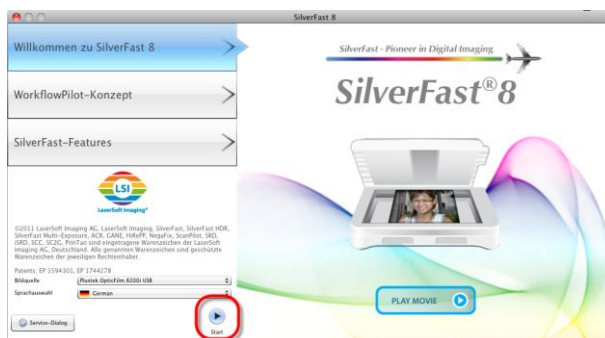 SilverFast 8
Willkommen zu SilverFast 8
WorkflowPilot-Konzept
SilverFast-Features
LSI
LaserSoft Imaging®
©2011 LaserSoft Imaging AG, LaserSoft Imaging, SilverFast, SilverFast HDR,
SilverFast Multi-Exposure, ACR, GANE, HiRePP, NegaFix, ScanPilot, SRD,
iSRD, SCC, SC2G, PrinTao sind eingetragene Warenzeichen der LaserSoft
Imaging AG, Deutschland. Alle genannten Warenzeichen sind geschützte
Warenzeichen der jeweiligen Rechteinhaber.
Patents: EP 1594301, EP 1744278
Bildquelle Plustek OpticFilm 8200i USB
Sprachauswahl German
Service-Dialog
Start
SilverFast - Pioneer in Digital Imaging
SilverFast®8
PLAY MOVIE